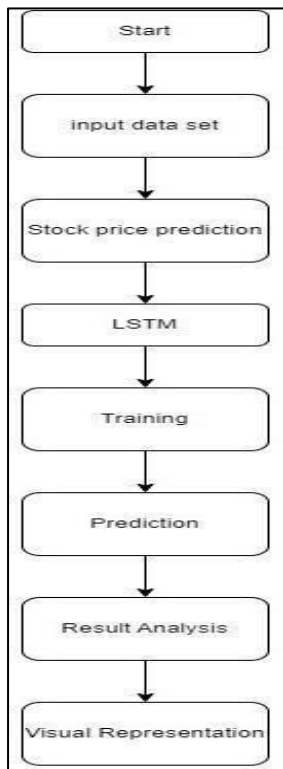 Start
input data set
Stock price prediction
LSTM
Training
Prediction
Result Analysis
Visual Representation